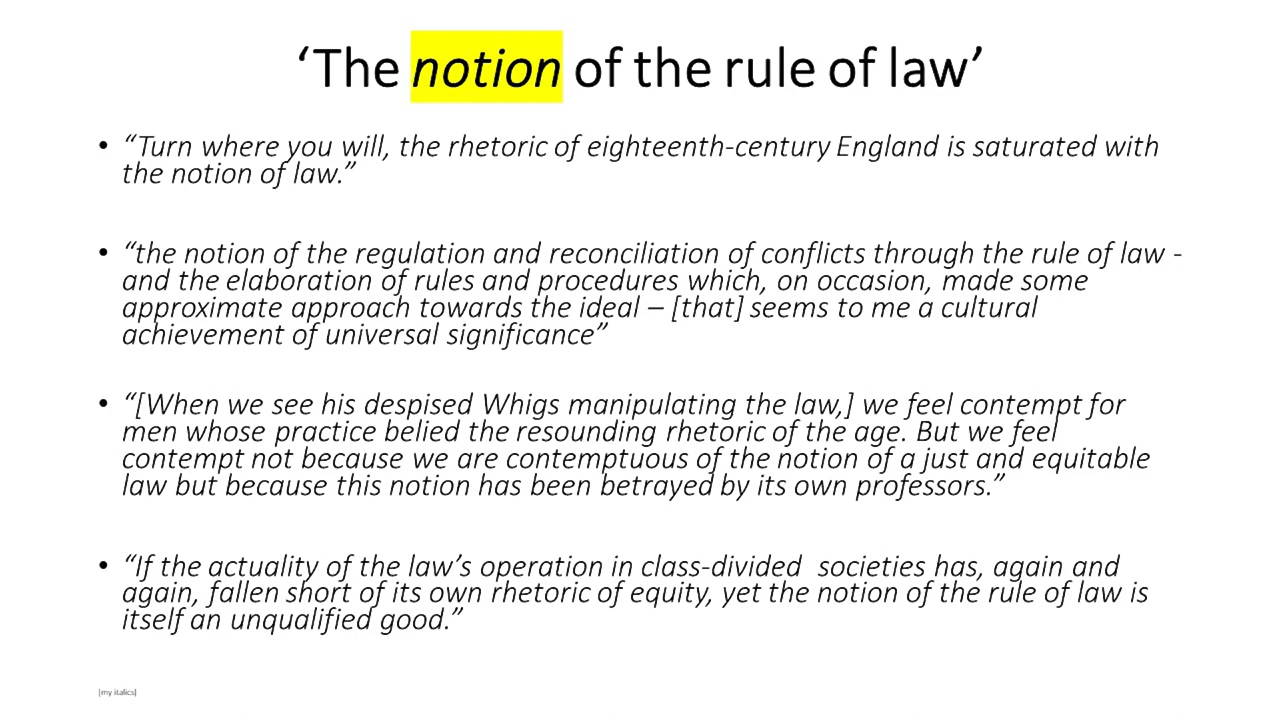 ‘The notion of the rule of law’
• “Turn where you will, the rhetoric of eighteenth-century England is saturated with
the notion of law.”
• “the notion of the regulation and reconciliation of conflicts through the rule of law -
and the elaboration of rules and procedures which, on occasion, made some
approximate approach towards the ideal – [that] seems to me a cultural
achievement of universal significance”
• “[When we see his despised Whigs manipulating the law,] we feel contempt for
men whose practice belied the resounding rhetoric of the age. But we feel
contempt not because we are contemptuous of the notion of a just and equitable
law but because this notion has been betrayed by its own professors.”
• “If the actuality of the law’s operation in class-divided  societies has, again and
again, fallen short of its own rhetoric of equity, yet the notion of the rule of law is
itself an unqualified good.”
[my italics]